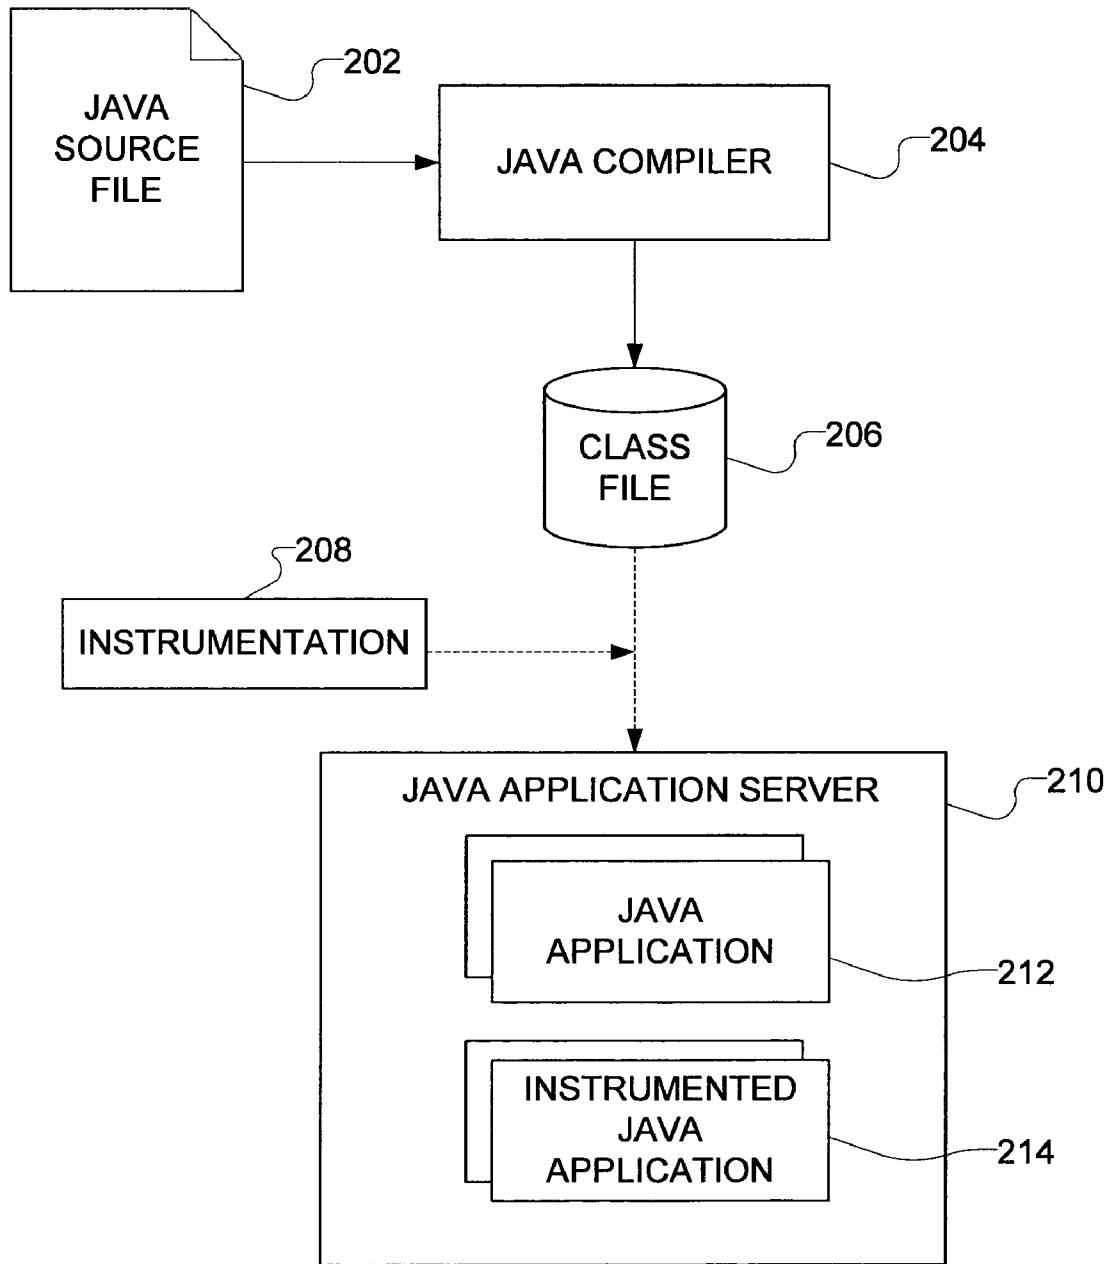 202
JAVA
SOURCE
FILE
JAVA COMPILER
204
CLASS
FILE
206
208
INSTRUMENTATION
JAVA APPLICATION SERVER
210
JAVA
APPLICATION
212
INSTRUMENTED
JAVA
APPLICATION
214